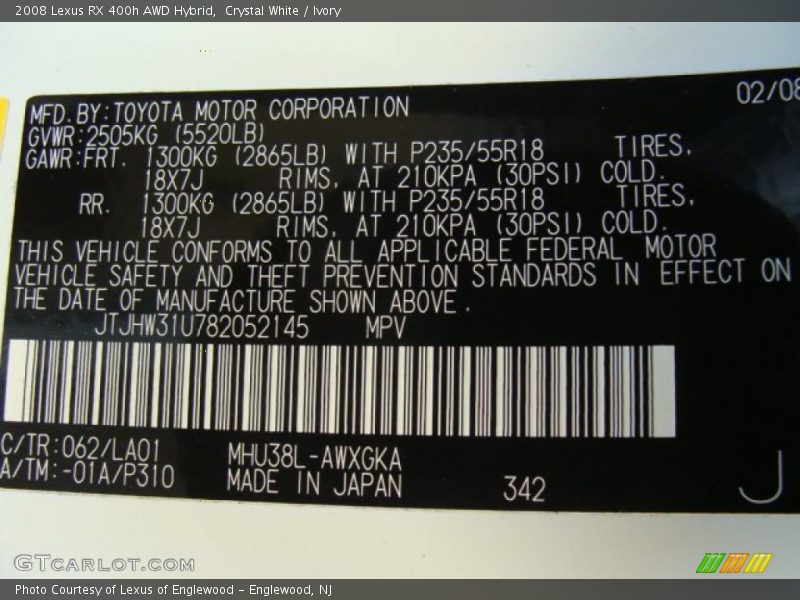 2008 Lexus RX 400h AWD Hybrid,  Crystal White / Ivory
02/08
MFD. BY: TOYOTA MOTOR CORPORATION
GVWR: 2505KG (5520LB)
GAWR: FRT. 1300KG (2865LB) WITH P235/55R18 TIRES,
18X7J RIMS, AT 210KPA (30PSI) COLD.
RR. 1300KG (2865LB) WITH P235/55R18 TIRES,
18X7J RIMS, AT 210KPA (30PSI) COLD.
THIS VEHICLE CONFORMS TO ALL APPLICABLE FEDERAL MOTOR
VEHICLE SAFETY AND THEFT PREVENTION STANDARDS IN EFFECT ON
THE DATE OF MANUFACTURE SHOWN ABOVE.
JTJHW31U782052145 MPV
C/TR: 062/LA01 MHU38L-AWXGKA
A/TM: -01A/P310 MADE IN JAPAN 342 J
GTCARLOT.COM
Photo Courtesy of Lexus of Englewood - Englewood, NJ